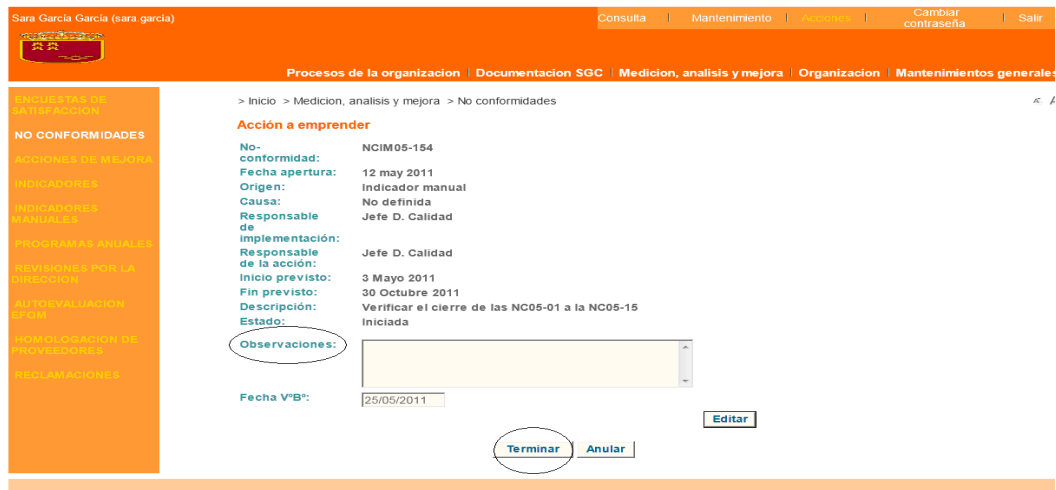 Sara García García (sara.garcia)
Consulta | Mantenimiento | Acciones | Cambiar contraseña | Salir
Procesos de la organizacion | Documentacion SGC | Medicion, analisis y mejora | Organizacion | Mantenimientos generales
ENCUESTAS DE
SATISFACCION
NO CONFORMIDADES
ACCIONES DE MEJORA
INDICADORES
INDICADORES
MANUALES
PROGRAMAS ANUALES
REVISIONES POR LA
DIRECCION
AUTOEVALUACION
EFQM
HOMOLOGACION DE
PROVEEDORES
RECLAMACIONES
> Inicio > Medicion, analisis y mejora > No conformidades
Acción a emprender
No-
conformidad: NCIM05-154
Fecha apertura: 12 may 2011
Origen: Indicador manual
Causa: No definida
Responsable Jefe D. Calidad
de
implementación:
Responsable Jefe D. Calidad
de la acción:
Inicio previsto: 3 Mayo 2011
Fin previsto: 30 Octubre 2011
Descripción: Verificar el cierre de las NC05-01 a la NC05-15
Estado: Iniciada
Observaciones:
Fecha VºBº: 25/05/2011
Editar
Terminar Anular